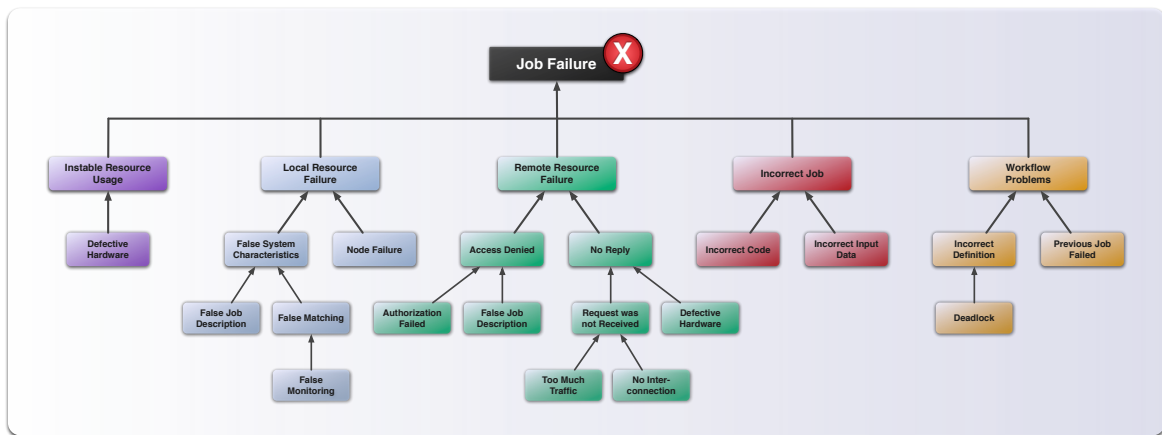 Job Failure
X
Instable Resource
Usage
Local Resource
Failure
Remote Resource
Failure
Incorrect Job
Workflow
Problems
Defective
Hardware
False System
Characteristics
Node Failure
Access Denied
No Reply
Incorrect Code
Incorrect Input
Data
Incorrect
Definition
Previous Job
Failed
False Job
Description
False Matching
Authorization
Failed
False Job
Description
Request was
not Received
Defective
Hardware
Deadlock
False
Monitoring
Too Much
Traffic
No Inter-
connection